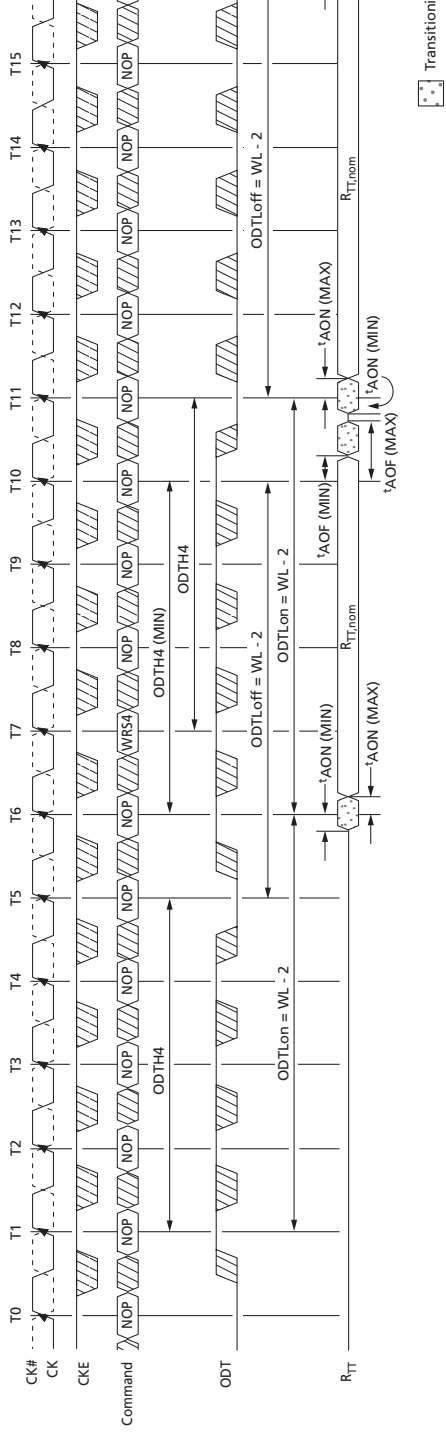 T0 T1 T2 T3 T4 T5 T6 T7 T8 T9 T10 T11 T12 T13 T14 T15
CK#
CK
CKE
Command NOP NOP NOP NOP NOP NOP NOP WRS4 NOP NOP NOP NOP NOP NOP NOP NOP
ODTH4 ODTH4 (MIN)
ODTH4
ODT
ODTLoff = WL - 2 ODTLoff = WL - 2
ODTLon = WL - 2 ODTLon = WL - 2
tAON (MIN) tAOF (MIN) tAON (MAX)
RTT RTT,nom RTT,nom
tAON (MAX) tAON (MIN)
tAOF (MAX)
Transitioni